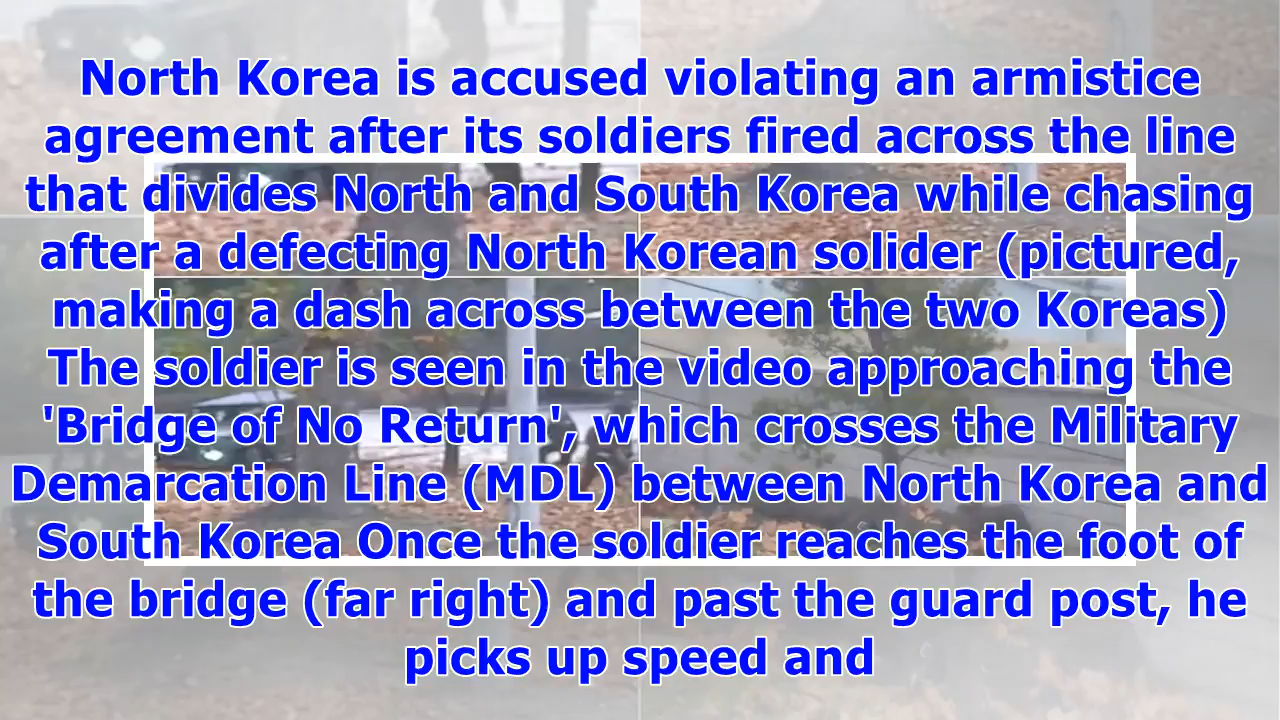 North Korea is accused violating an armistice
agreement after its soldiers fired across the line
that divides North and South Korea while chasing
after a defecting North Korean solider (pictured,
making a dash across between the two Koreas)
The soldier is seen in the video approaching the
'Bridge of No Return', which crosses the Military
Demarcation Line (MDL) between North Korea and
South Korea Once the soldier reaches the foot of
the bridge (far right) and past the guard post, he
picks up speed and